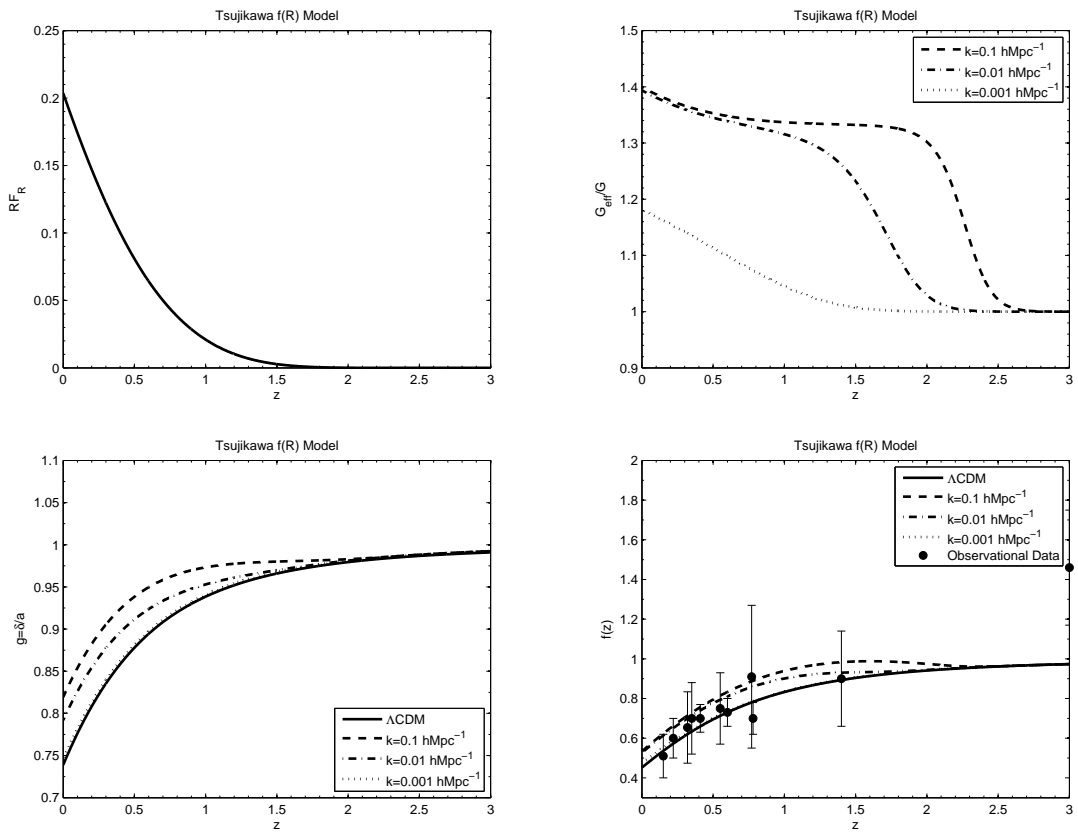 Tsujikawa f(R) Model
0.25
0.2
0.15
0.1
0.05
0
RF_R
0 0.5 1 1.5 2 2.5 3
z
Tsujikawa f(R) Model
1.5
1.4
1.3
1.2
1.1
1
0.9
G_eff/G
k=0.1 hMpc⁻¹
k=0.01 hMpc⁻¹
k=0.001 hMpc⁻¹
0 0.5 1 1.5 2 2.5 3
z
Tsujikawa f(R) Model
1.1
1.05
1
0.95
0.9
0.85
0.8
0.75
0.7
g=δ/a
ΛCDM
k=0.1 hMpc⁻¹
k=0.01 hMpc⁻¹
k=0.001 hMpc⁻¹
0 0.5 1 1.5 2 2.5 3
z
Tsujikawa f(R) Model
2
1.8
1.6
1.4
1.2
1
0.8
0.6
0.4
f(z)
ΛCDM
k=0.1 hMpc⁻¹
k=0.01 hMpc⁻¹
k=0.001 hMpc⁻¹
Observational Data
0 0.5 1 1.5 2 2.5 3
z